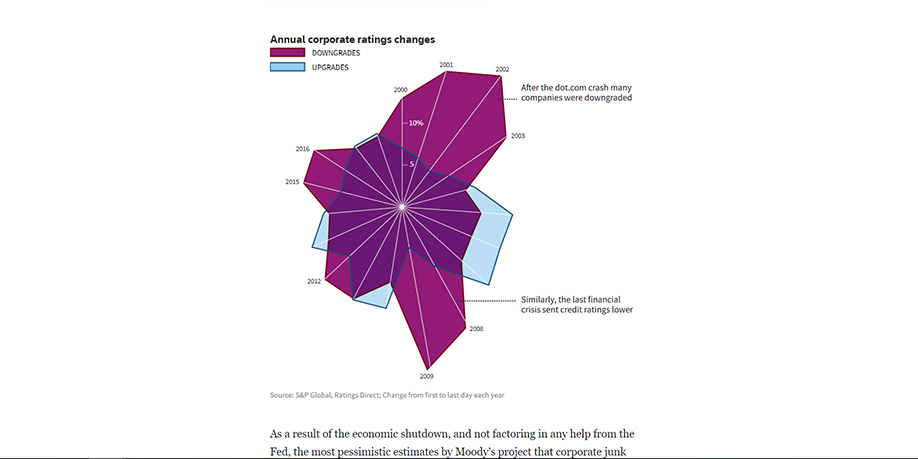 Annual corporate ratings changes
DOWNGRADES
UPGRADES
2001
2002
2000
After the dot.com crash many
companies were downgraded
10%
2003
2016
5
2015
2012
Similarly, the last financial
crisis sent credit ratings lower
2008
2009
Source: S&P Global, Ratings Direct; Change from first to last day each year
As a result of the economic shutdown, and not factoring in any help from the
Fed, the most pessimistic estimates by Moody's project that corporate junk